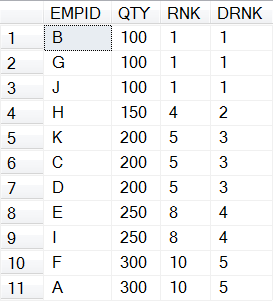 EMPID QTY RNK DRNK
1 B 100 1 1
2 G 100 1 1
3 J 100 1 1
4 H 150 4 2
5 K 200 5 3
6 C 200 5 3
7 D 200 5 3
8 E 250 8 4
9 I 250 8 4
10 F 300 10 5
11 A 300 10 5